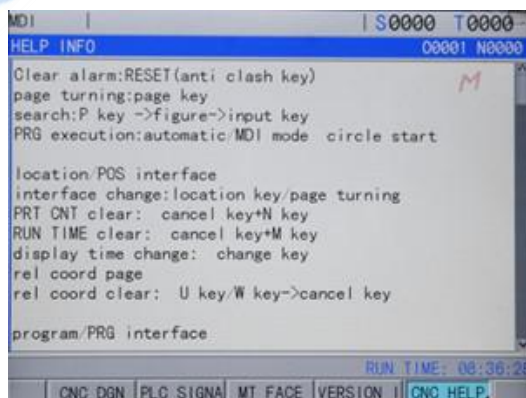 MDI S0000 T0000
HELP INFO O0001 N0000
Clear alarm:RESET(anti clash key)
page turning:page key
search:P key ->figure->input key
PRG execution:automatic/MDI mode circle start
location/POS interface
interface change:location key/page turning
PRT CNT clear: cancel key+N key
RUN TIME clear: cancel key+M key
display time change: change key
rel coord page
rel coord clear: U key/W key->cancel key
program/PRG interface
M
RUN TIME: 08:36:28
CNC DGN PLC SIGNAL MT FACE VERSION CNC HELP